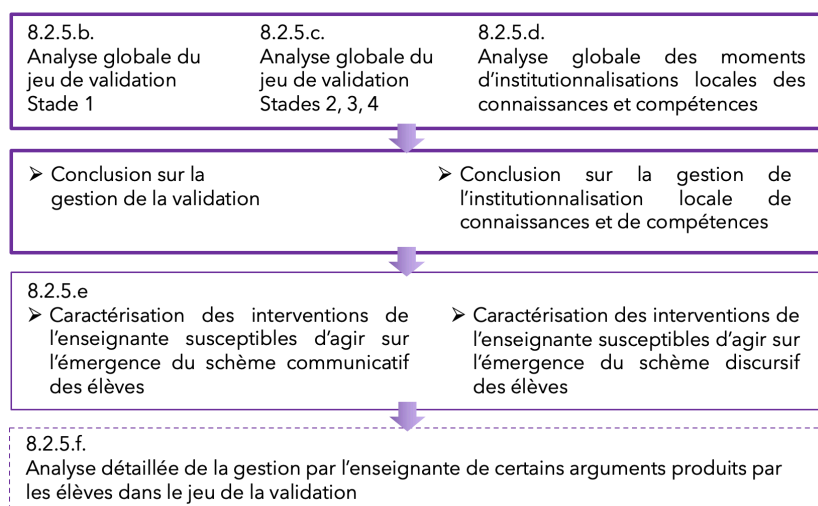 8.2.5.b.
Analyse globale du
jeu de validation
Stade 1
8.2.5.c.
Analyse globale du
jeu de validation
Stades 2, 3, 4
8.2.5.d.
Analyse globale des moments
d’institutionnalisations locales des
connaissances et compétences
➢ Conclusion sur la
gestion de la validation
➢ Conclusion sur la gestion de
l’institutionnalisation locale de
connaissances et de compétences
8.2.5.e
➢ Caractérisation des interventions de
l’enseignante susceptibles d’agir sur
l’émergence du schème communicatif
des élèves
➢ Caractérisation des interventions de
l’enseignante susceptibles d’agir sur
l’émergence du schème discursif
des élèves
8.2.5.f.
Analyse détaillée de la gestion par l’enseignante de certains arguments produits par
les élèves dans le jeu de la validation